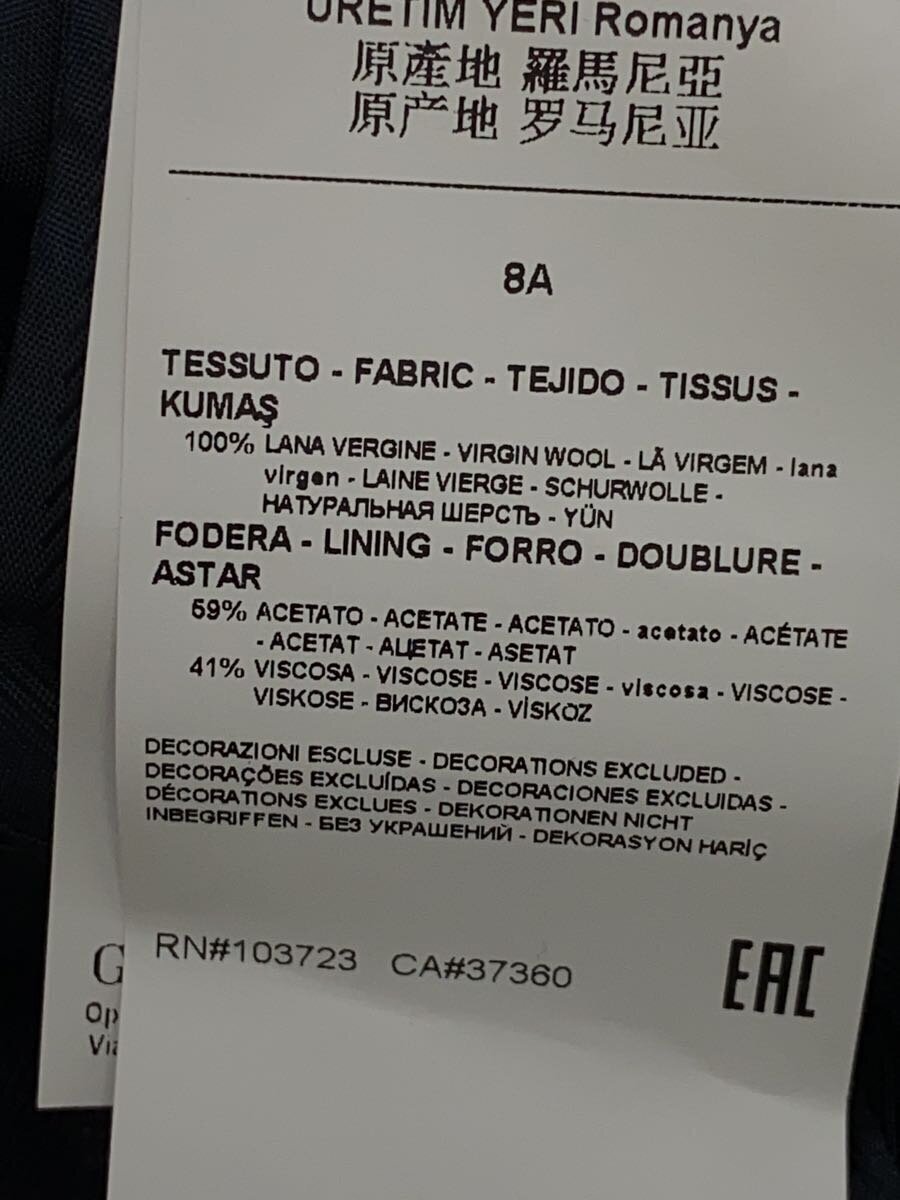 ÜRETİM YERİ Romanya
原產地 羅馬尼亞
原产地 罗马尼亚
8A
TESSUTO - FABRIC - TEJIDO - TISSUS -
KUMAŞ
100% LANA VERGINE - VIRGIN WOOL - LÃ VIRGEM - lana
virgen - LAINE VIERGE - SCHURWOLLE -
НАТУРАЛЬНАЯ ШЕРСТЬ - YÜN
FODERA - LINING - FORRO - DOUBLURE -
ASTAR
59% ACETATO - ACETATE - ACETATO - acetato - ACÉTATE
- ACETAT - АЦЕТАТ - ASETAT
41% VISCOSA - VISCOSE - VISCOSE - viscosa - VISCOSE -
VISKOSE - ВИСКОЗА - VİSKOZ
DECORAZIONI ESCLUSE - DECORATIONS EXCLUDED -
DECORAÇÕES EXCLUÍDAS - DECORACIONES EXCLUIDAS -
DÉCORATIONS EXCLUES - DEKORATIONEN NICHT
INBEGRIFFEN - БЕЗ УКРАШЕНИЙ - DEKORASYON HARİÇ
RN#103723 CA#37360
EAC
G
Op
Via